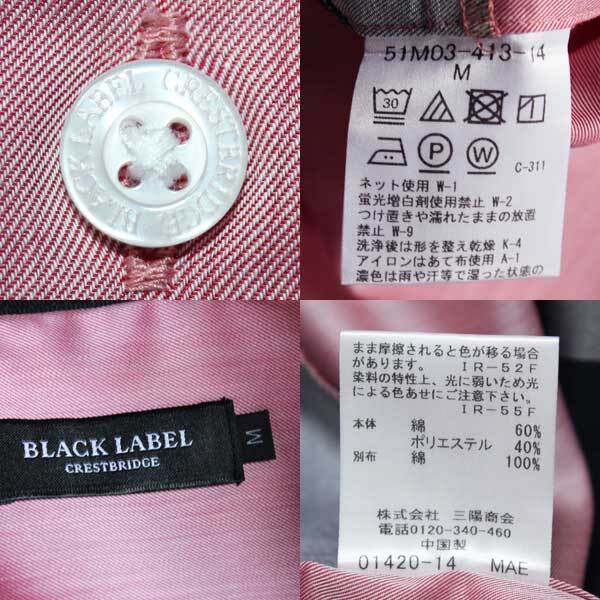 BLACK LABEL CRESTBRIDGE
51M03-413-14
M
30
P
W
C-311
ネット使用 W-1
蛍光増白剤使用禁止 W-2
つけ置きや濡れたままの放置
禁止 W-9
洗浄後は形を整え乾燥 K-4
アイロンはあて布使用 A-1
濃色は雨や汗等で湿った状態の
BLACK LABEL
CRESTBRIDGE
M
まま摩擦されると色が移る場合
があります。 IR-52F
染料の特性上、光に弱いため光
による色あせにご注意下さい。
IR-55F
本体 綿 60%
ポリエステル 40%
別布 綿 100%
株式会社 三陽商会
電話0120-340-460
中国製
01420-14 MAE